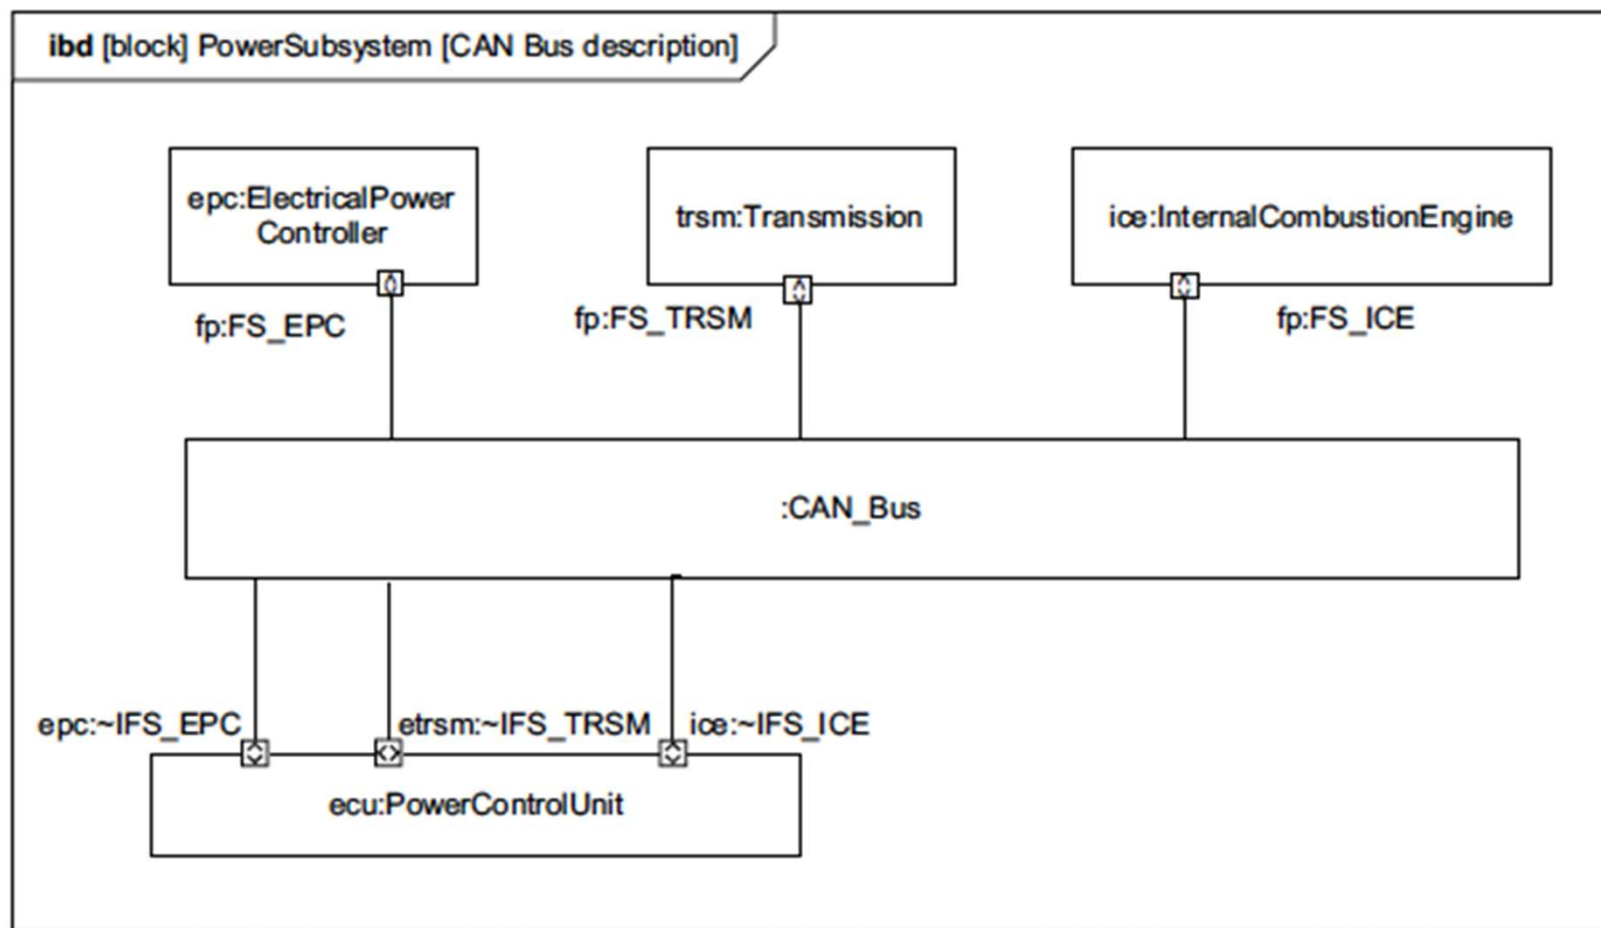 ibd [block] PowerSubsystem [CAN Bus description]
epc:ElectricalPower
Controller
trsm:Transmission
ice:InternalCombustionEngine
fp:FS_EPC
fp:FS_TRSM
fp:FS_ICE
:CAN_Bus
epc:~IFS_EPC
etrsm:~IFS_TRSM
ice:~IFS_ICE
ecu:PowerControlUnit